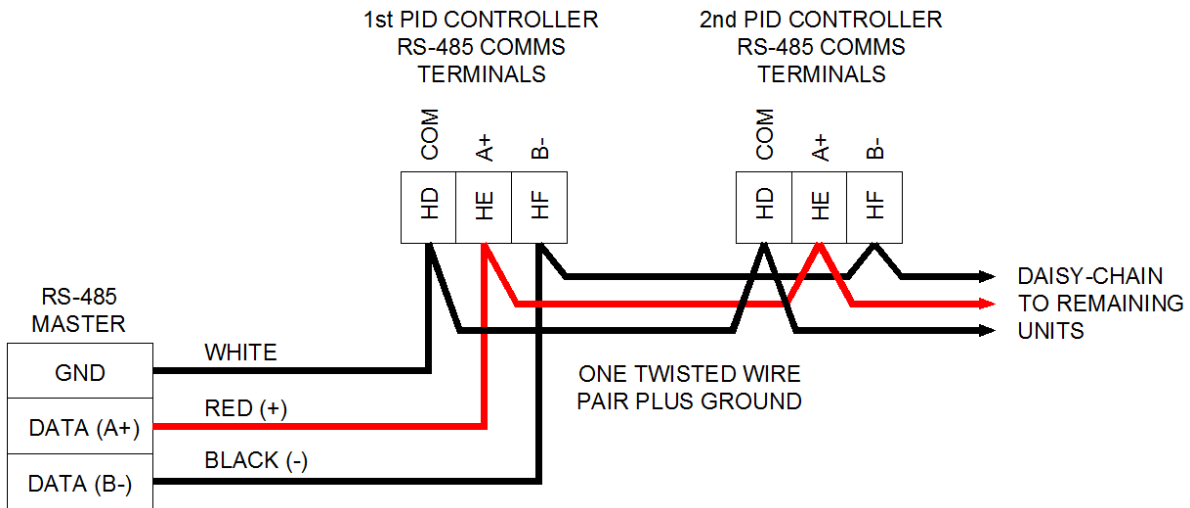 1st PID CONTROLLER
RS-485 COMMS
TERMINALS
2nd PID CONTROLLER
RS-485 COMMS
TERMINALS
COM
A+
B-
COM
A+
B-
HD
HE
HF
HD
HE
HF
DAISY-CHAIN
TO REMAINING
UNITS
RS-485
MASTER
GND
WHITE
DATA (A+)
RED (+)
DATA (B-)
BLACK (-)
ONE TWISTED WIRE
PAIR PLUS GROUND